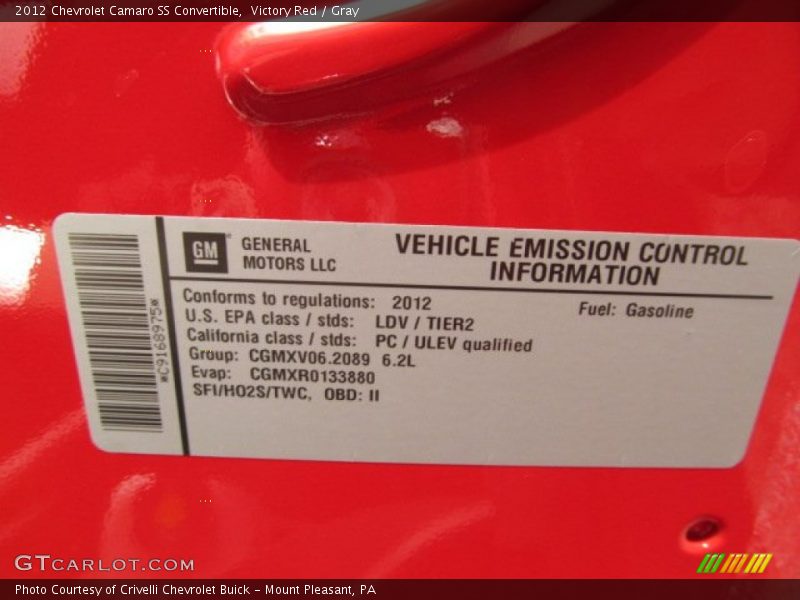 2012 Chevrolet Camaro SS Convertible, Victory Red / Gray
GM
GENERAL
MOTORS LLC
VEHICLE EMISSION CONTROL
INFORMATION
Conforms to regulations: 2012
Fuel: Gasoline
U.S. EPA class / stds: LDV / TIER2
California class / stds: PC / ULEV qualified
Group: CGMXV06.2089 6.2L
Evap: CGMXR0133880
SFI/HO2S/TWC, OBD: II
*C9168975*
GTCARLOT.COM
Photo Courtesy of Crivelli Chevrolet Buick - Mount Pleasant, PA